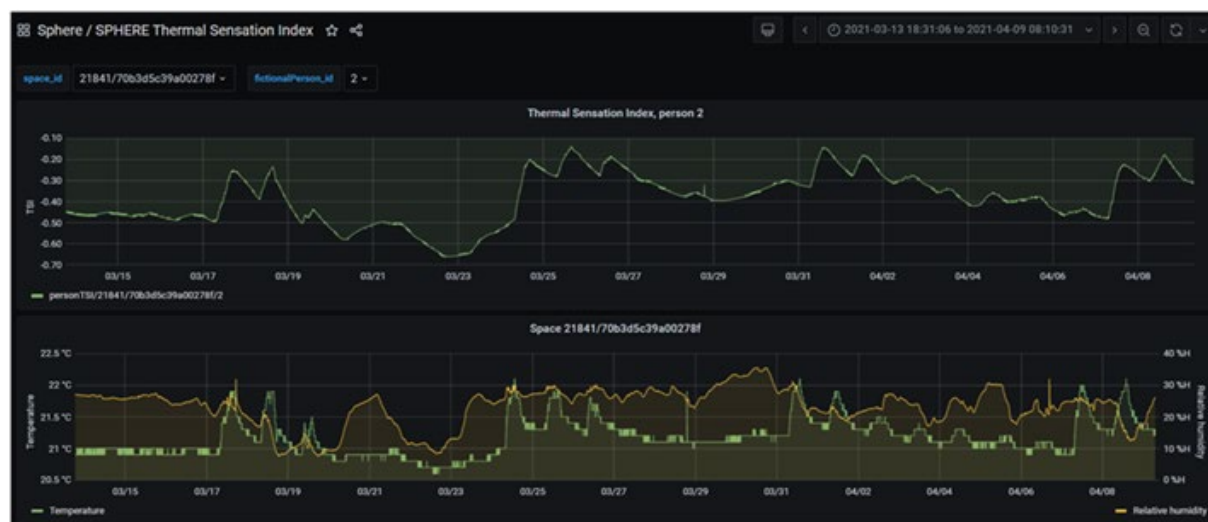 Sphere / SPHERE Thermal Sensation Index
2021-03-13 18:31:06 to 2021-04-09 08:10:31
space_id 21841/70b3d5c39a00278f fictionalPerson_id 2
Thermal Sensation Index, person 2
TSI
-0.10
-0.20
-0.30
-0.40
-0.50
-0.60
-0.70
03/15 03/17 03/19 03/21 03/23 03/25 03/27 03/29 03/31 04/02 04/04 04/06 04/08
personTSI/21841/70b3d5c39a00278f/2
Space 21841/70b3d5c39a00278f
Temperature
22.5 °C 40 %H
22 °C 30 %H
21.5 °C 20 %H
21 °C 10 %H
20.5 °C 0 %H
Relative humidity
03/15 03/17 03/19 03/21 03/23 03/25 03/27 03/29 03/31 04/02 04/04 04/06 04/08
Temperature Relative humidity